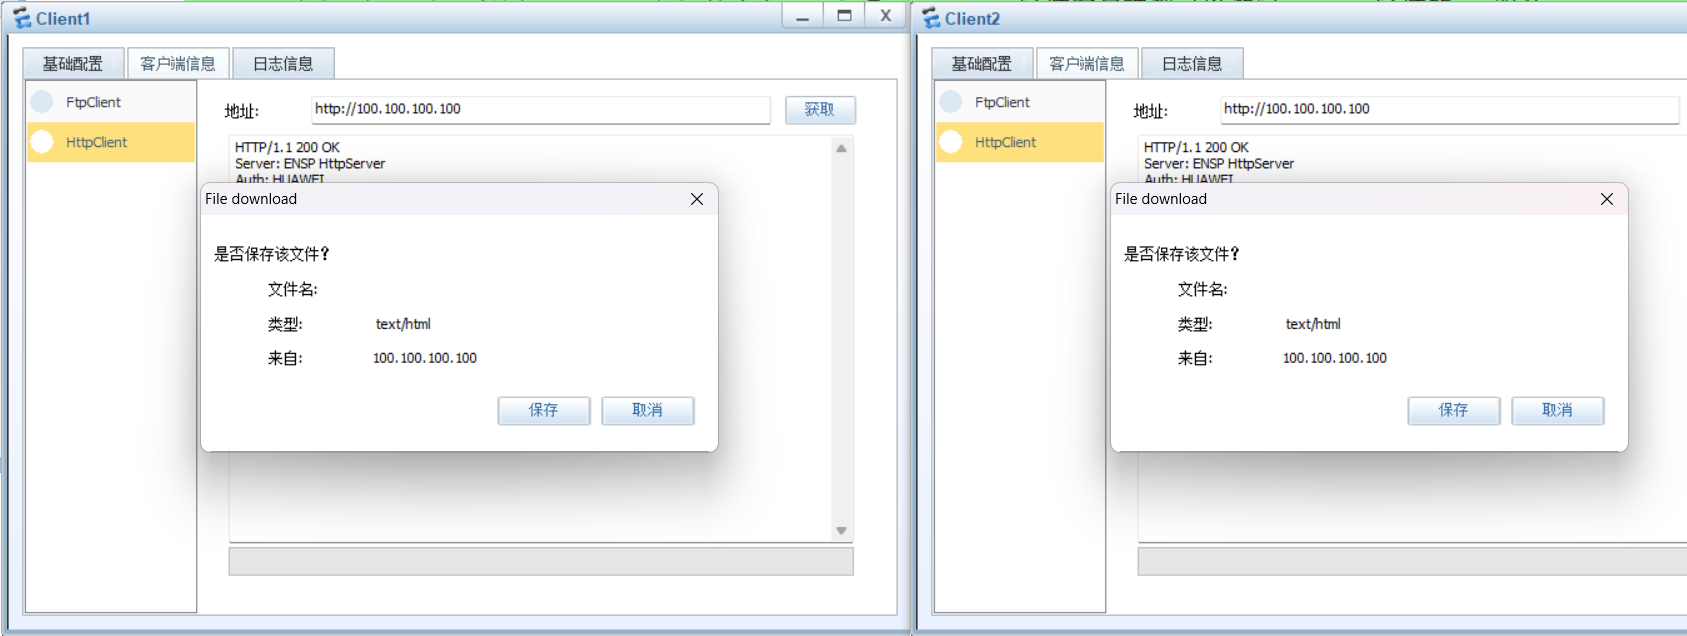 Client1
基础配置 客户端信息 日志信息
FtpClient
HttpClient
地址: http://100.100.100.100 获取
HTTP/1.1 200 OK
Server: ENSP HttpServer
Auth: HUAWEI
File download
是否保存该文件?
文件名:
类型: text/html
来自: 100.100.100.100
保存 取消
Client2
基础配置 客户端信息 日志信息
FtpClient
HttpClient
地址: http://100.100.100.100
HTTP/1.1 200 OK
Server: ENSP HttpServer
Auth: HUAWEI
File download
是否保存该文件?
文件名:
类型: text/html
来自: 100.100.100.100
保存 取消